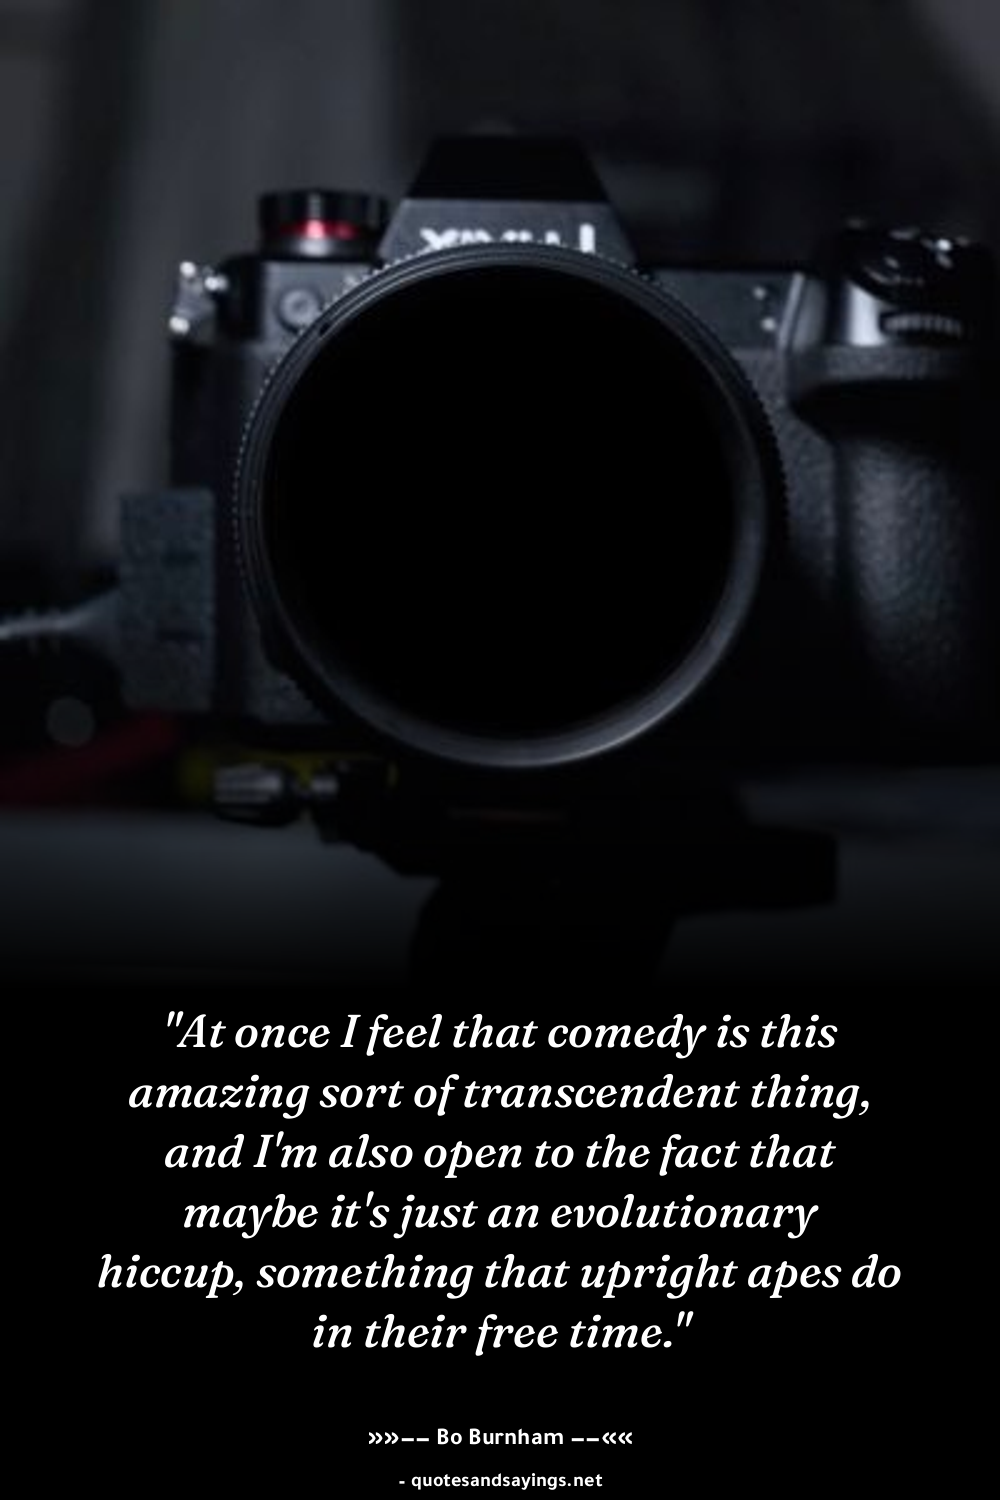 "At once I feel that comedy is this
amazing sort of transcendent thing,
and I'm also open to the fact that
maybe it's just an evolutionary
hiccup, something that upright apes do
in their free time."
»»−− Bo Burnham −−««
- quotesandsayings.net